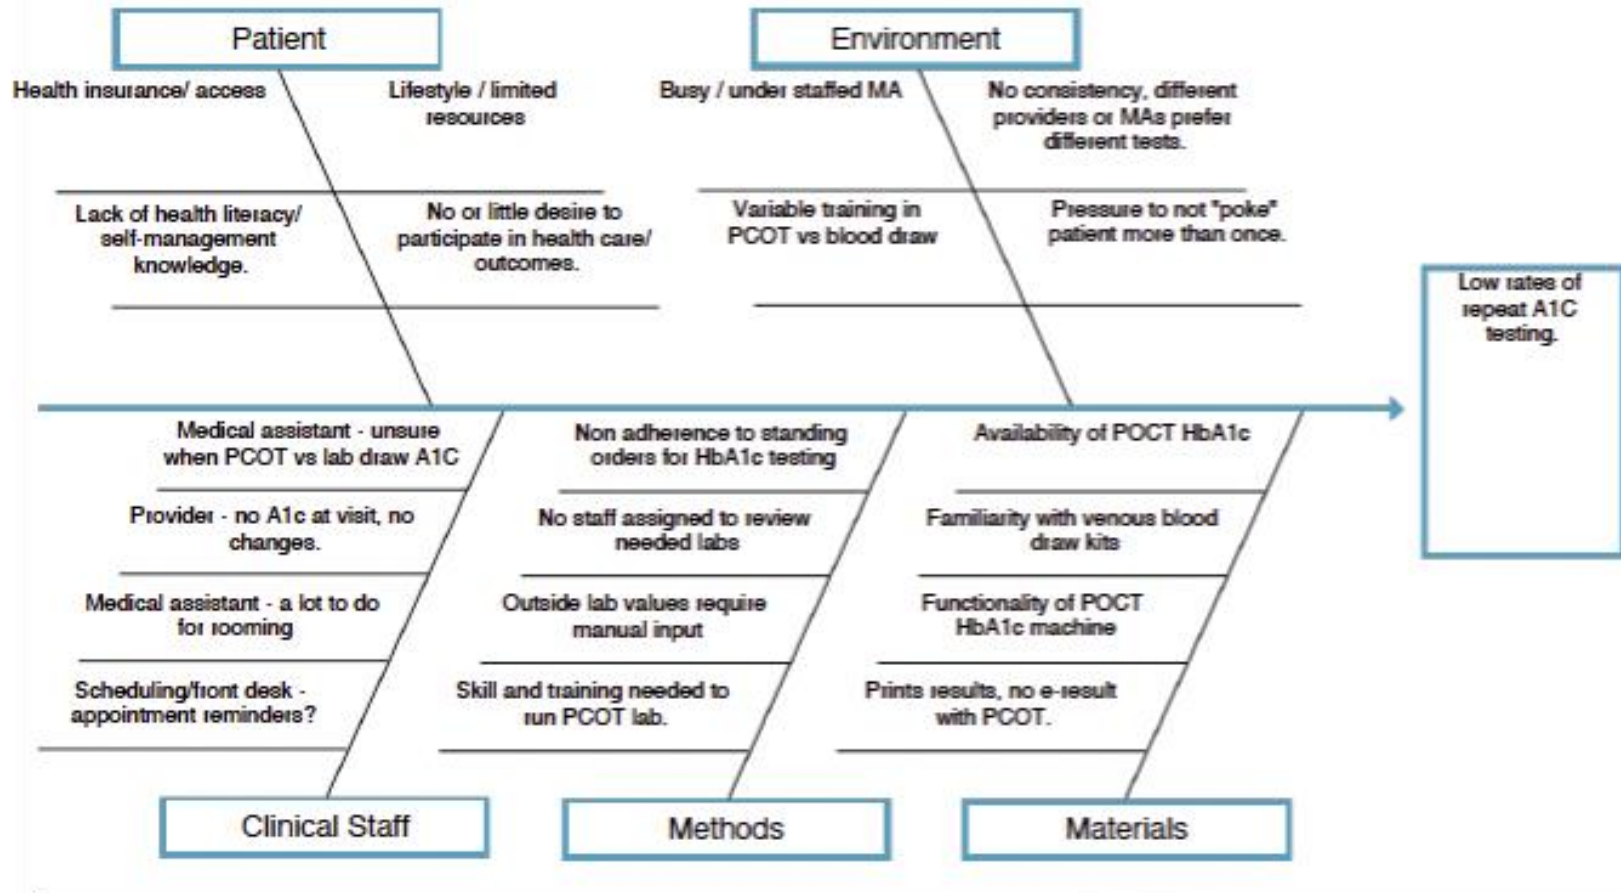 Patient
Health insurance/ access
Lifestyle / limited
resources
Lack of health literacy/
self-management
knowledge.
No or little desire to
participate in health care/
outcomes.
Environment
Busy / under staffed MA
No consistency, different
providers or MAs prefer
different tests.
Variable training in
PCOT vs blood draw
Pressure to not "poke"
patient more than once.
Low rates of
repeat A1C
testing.
Medical assistant - unsure
when PCOT vs lab draw A1C
Provider - no A1c at visit, no
changes.
Medical assistant - a lot to do
for rooming
Scheduling/front desk -
appointment reminders?
Clinical Staff
Non adherence to standing
orders for HbA1c testing
No staff assigned to review
needed labs
Outside lab values require
manual input
Skill and training needed to
run PCOT lab.
Methods
Availability of POCT HbA1c
Familiarity with venous blood
draw kits
Functionality of POCT
HbA1c machine
Prints results, no e-result
with PCOT.
Materials